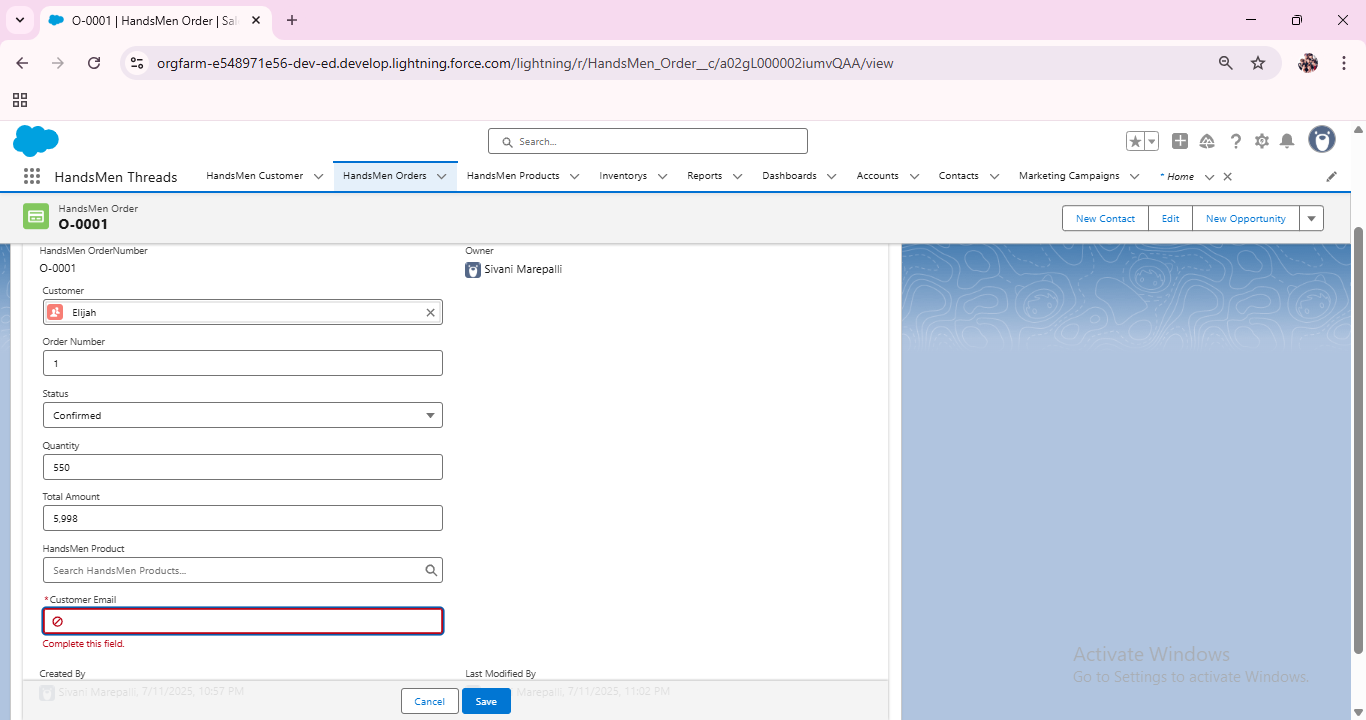 O-0001 | HandsMen Order | Sal
orgfarm-e548971e56-dev-ed.develop.lightning.force.com/lightning/r/HandsMen_Order__c/a02gL000002iumvQAA/view
Search...
HandsMen Threads
HandsMen Customer
HandsMen Orders
HandsMen Products
Inventorys
Reports
Dashboards
Accounts
Contacts
Marketing Campaigns
* Home
HandsMen Order
O-0001
New Contact
Edit
New Opportunity
HandsMen OrderNumber
O-0001
Owner
Sivani Marepalli
Customer
Elijah
Order Number
1
Status
Confirmed
Quantity
550
Total Amount
5,998
HandsMen Product
Search HandsMen Products...
*Customer Email
Complete this field.
Created By
Sivani Marepalli, 7/11/2025, 10:57 PM
Last Modified By
Marepalli, 7/11/2025, 11:02 PM
Cancel
Save
Activate Windows
Go to Settings to activate Windows.